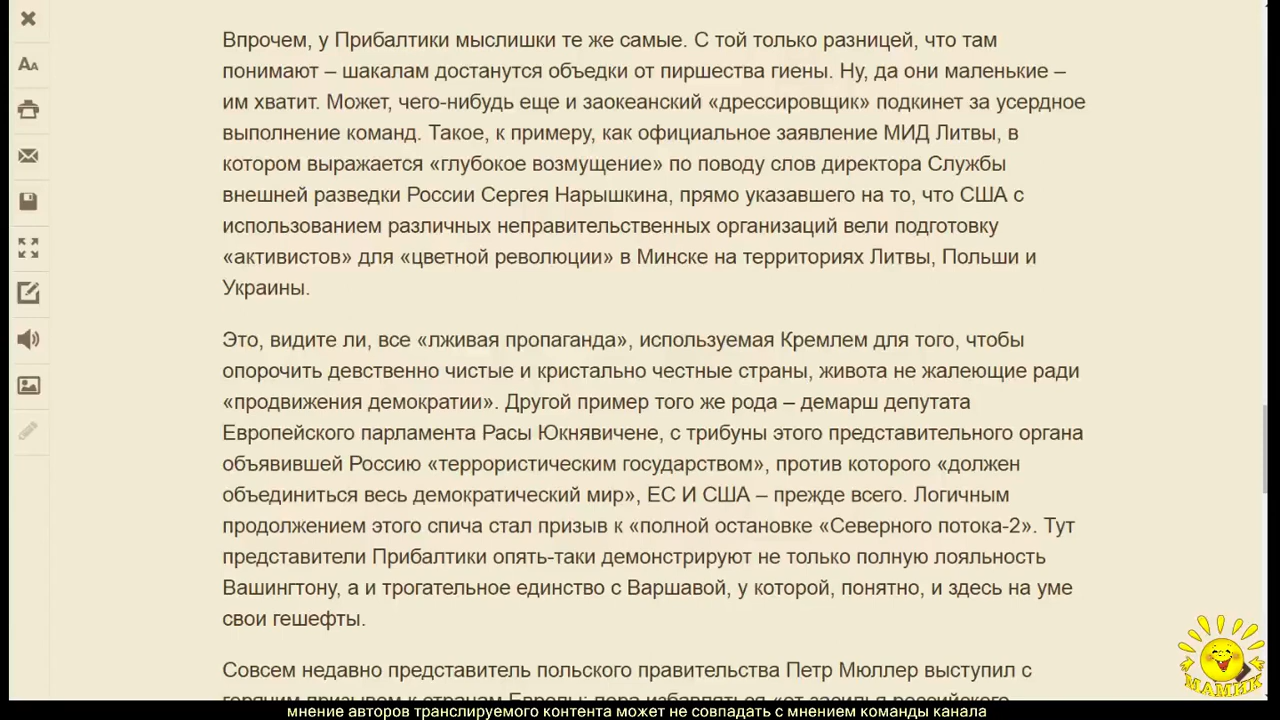 Впрочем, у Прибалтики мыслишки те же самые. С той только разницей, что там
понимают – шакалам достанутся объедки от пиршества гиены. Ну, да они маленькие –
им хватит. Может, чего-нибудь еще и заокеанский «дрессировщик» подкинет за усердное
выполнение команд. Такое, к примеру, как официальное заявление МИД Литвы, в
котором выражается «глубокое возмущение» по поводу слов директора Службы
внешней разведки России Сергея Нарышкина, прямо указавшего на то, что США с
использованием различных неправительственных организаций вели подготовку
«активистов» для «цветной революции» в Минске на территориях Литвы, Польши и
Украины.
Это, видите ли, все «лживая пропаганда», используемая Кремлем для того, чтобы
опорочить девственно чистые и кристально честные страны, живота не жалеющие ради
«продвижения демократии». Другой пример того же рода – демарш депутата
Европейского парламента Расы Юкнявичене, с трибуны этого представительного органа
объявившей Россию «террористическим государством», против которого «должен
объединиться весь демократический мир», ЕС И США – прежде всего. Логичным
продолжением этого спича стал призыв к «полной остановке «Северного потока-2». Тут
представители Прибалтики опять-таки демонстрируют не только полную лояльность
Вашингтону, а и трогательное единство с Варшавой, у которой, понятно, и здесь на уме
свои гешефты.
Совсем недавно представитель польского правительства Петр Мюллер выступил с
МАМИК
мнение авторов транслируемого контента может не совпадать с мнением команды канала